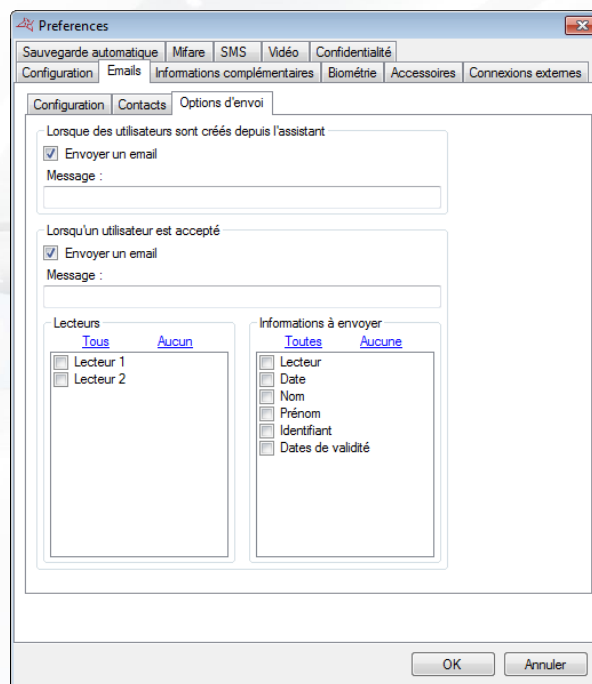 Preferences
Sauvegarde automatique Mifare SMS Vidéo Confidentialité
Configuration Emails Informations complémentaires Biométrie Accessoires Connexions externes
Configuration Contacts Options d'envoi
Lorsque des utilisateurs sont créés depuis l'assistant
Envoyer un email
Message :
Lorsqu'un utilisateur est accepté
Envoyer un email
Message :
Lecteurs
Tous Aucun
Lecteur 1
Lecteur 2
Informations à envoyer
Toutes Aucune
Lecteur
Date
Nom
Prénom
Identifiant
Dates de validité
OK Annuler